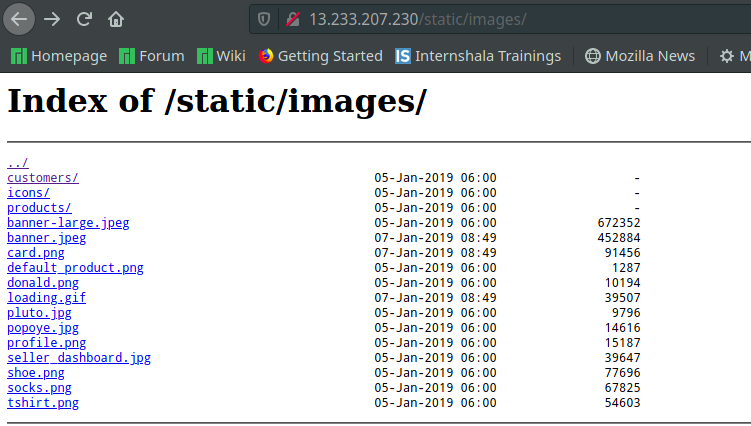 13.233.207.230/static/images/
Homepage Forum Wiki Getting Started Internshala Trainings Mozilla News M
Index of /static/images/
../
customers/ 05-Jan-2019 06:00 -
icons/ 05-Jan-2019 06:00 -
products/ 05-Jan-2019 06:00 -
banner-large.jpeg 05-Jan-2019 06:00 672352
banner.jpeg 07-Jan-2019 08:49 452884
card.png 07-Jan-2019 08:49 91456
default_product.png 05-Jan-2019 06:00 1287
donald.png 05-Jan-2019 06:00 10194
loading.gif 07-Jan-2019 08:49 39507
pluto.jpg 05-Jan-2019 06:00 9796
popoye.jpg 05-Jan-2019 06:00 14616
profile.png 05-Jan-2019 06:00 15187
seller_dashboard.jpg 05-Jan-2019 06:00 39647
shoe.png 05-Jan-2019 06:00 77696
socks.png 05-Jan-2019 06:00 67825
tshirt.png 05-Jan-2019 06:00 54603